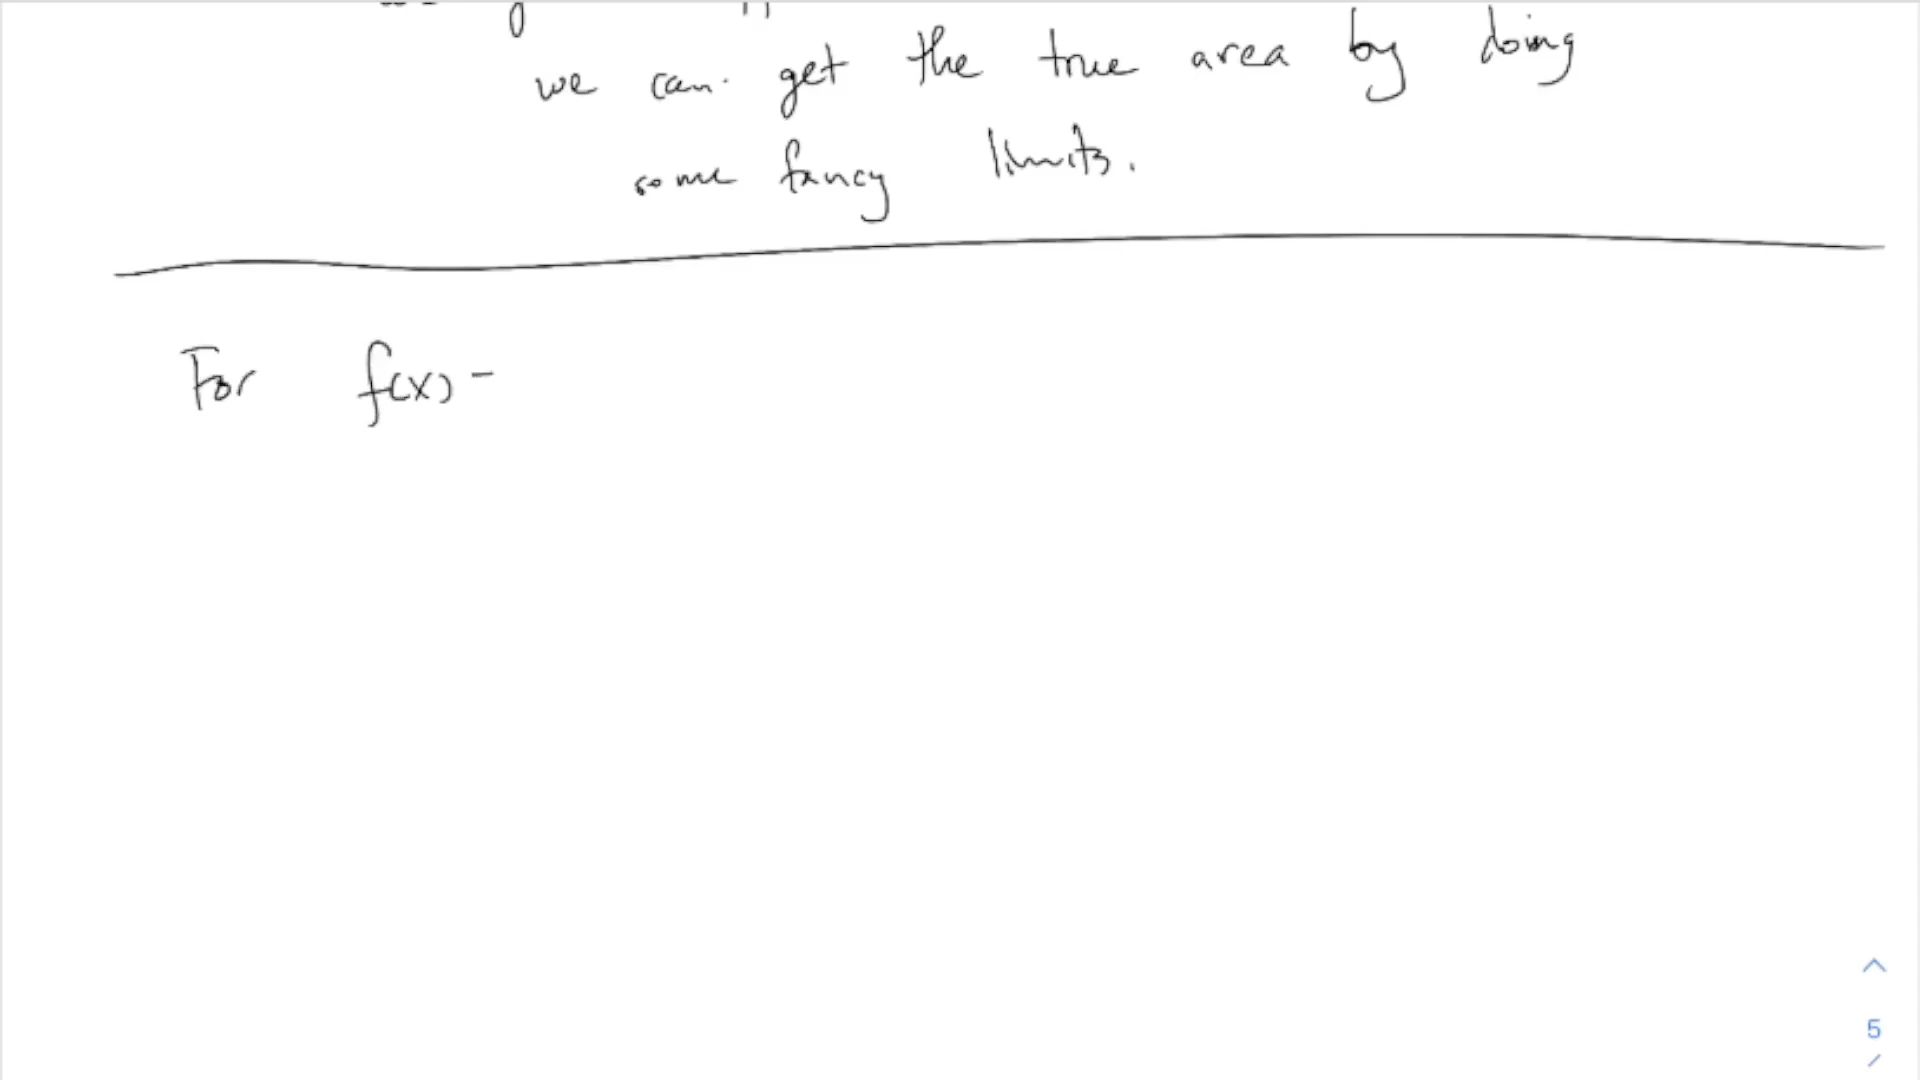 we can get the true area by doing
some fancy limits.
For f(x) -
5